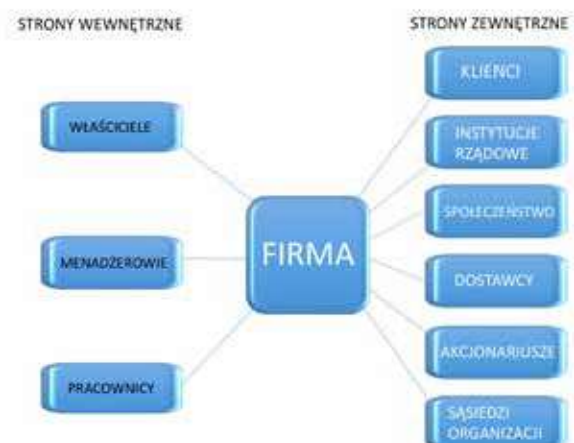 STRONY WEWNĘTRZNE
WŁAŚCICIELE
MENADŻEROWIE
PRACOWNICY
FIRMA
STRONY ZEWNĘTRZNE
KLIENCI
INSTYTUCJE
RZĄDOWE
SPOŁECZEŃSTWO
DOSTAWCY
AKCJONARIUSZE
SĄSIEDZI
ORGANIZACJI